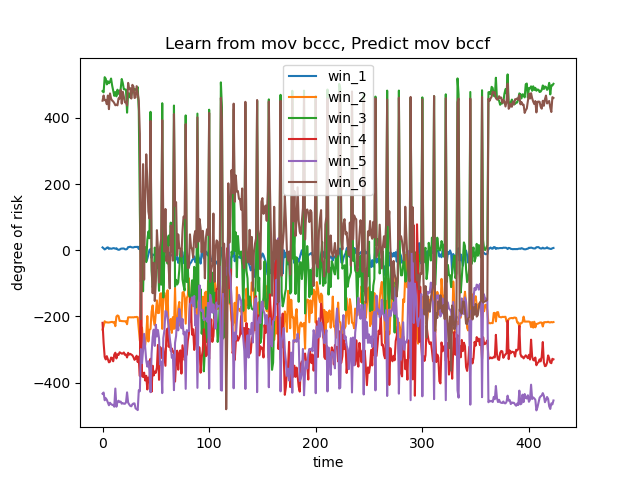 Learn from mov bccc, Predict mov bccf
win_1
win_2
win_3
win_4
win_5
win_6
degree of risk
400
200
0
−200
−400
0
100
200
300
400
time